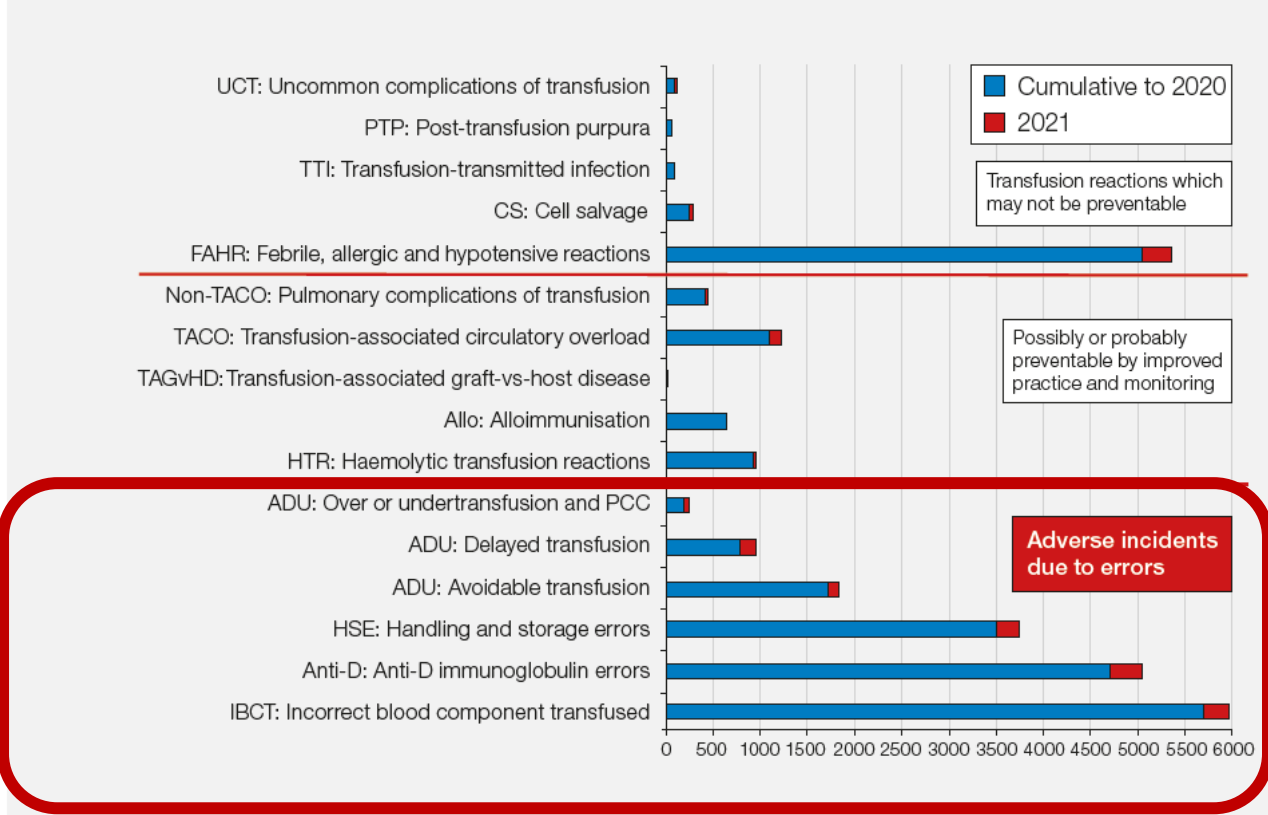 Cumulative to 2020
2021
Transfusion reactions which
may not be preventable
UCT: Uncommon complications of transfusion
PTP: Post-transfusion purpura
TTI: Transfusion-transmitted infection
CS: Cell salvage
FAHR: Febrile, allergic and hypotensive reactions
Non-TACO: Pulmonary complications of transfusion
TACO: Transfusion-associated circulatory overload
TAGvHD: Transfusion-associated graft-vs-host disease
Allo: Alloimmunisation
HTR: Haemolytic transfusion reactions
Possibly or probably
preventable by improved
practice and monitoring
ADU: Over or undertransfusion and PCC
ADU: Delayed transfusion
ADU: Avoidable transfusion
HSE: Handling and storage errors
Anti-D: Anti-D immunoglobulin errors
IBCT: Incorrect blood component transfused
Adverse incidents
due to errors
0 500 1000 1500 2000 2500 3000 3500 4000 4500 5000 5500 6000